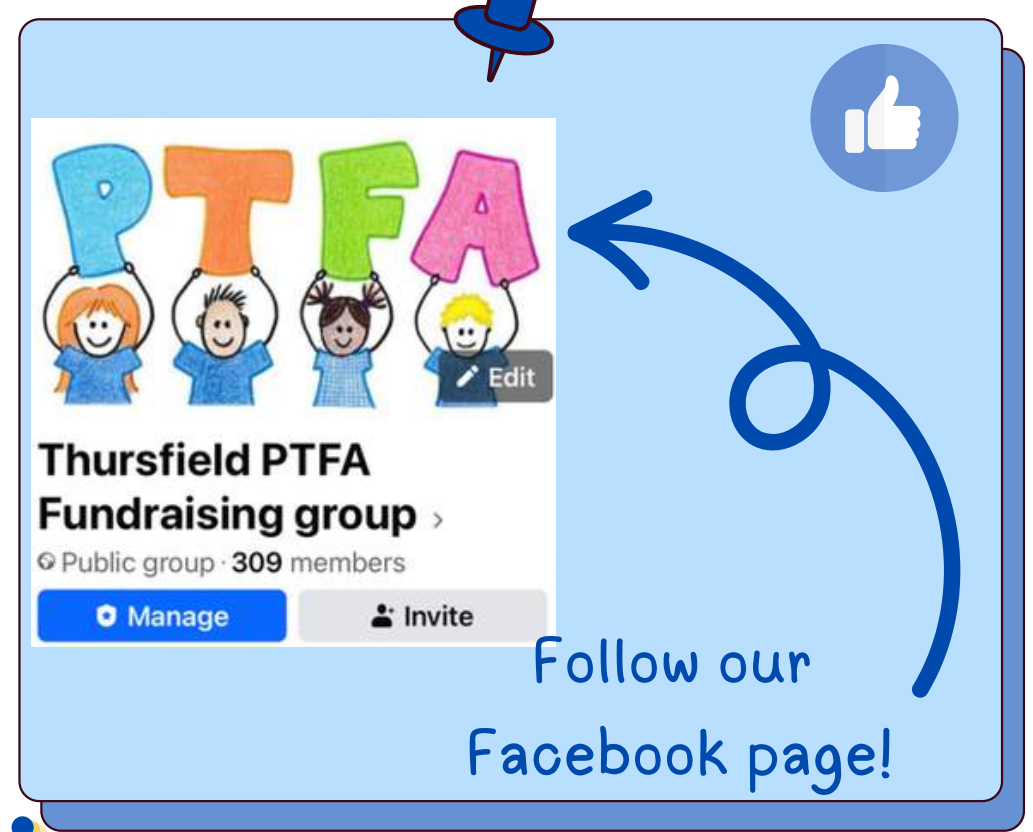 PTFA
Edit
Thursfield PTFA
Fundraising group ›
Public group · 309 members
Manage
Invite
Follow our
Facebook page!